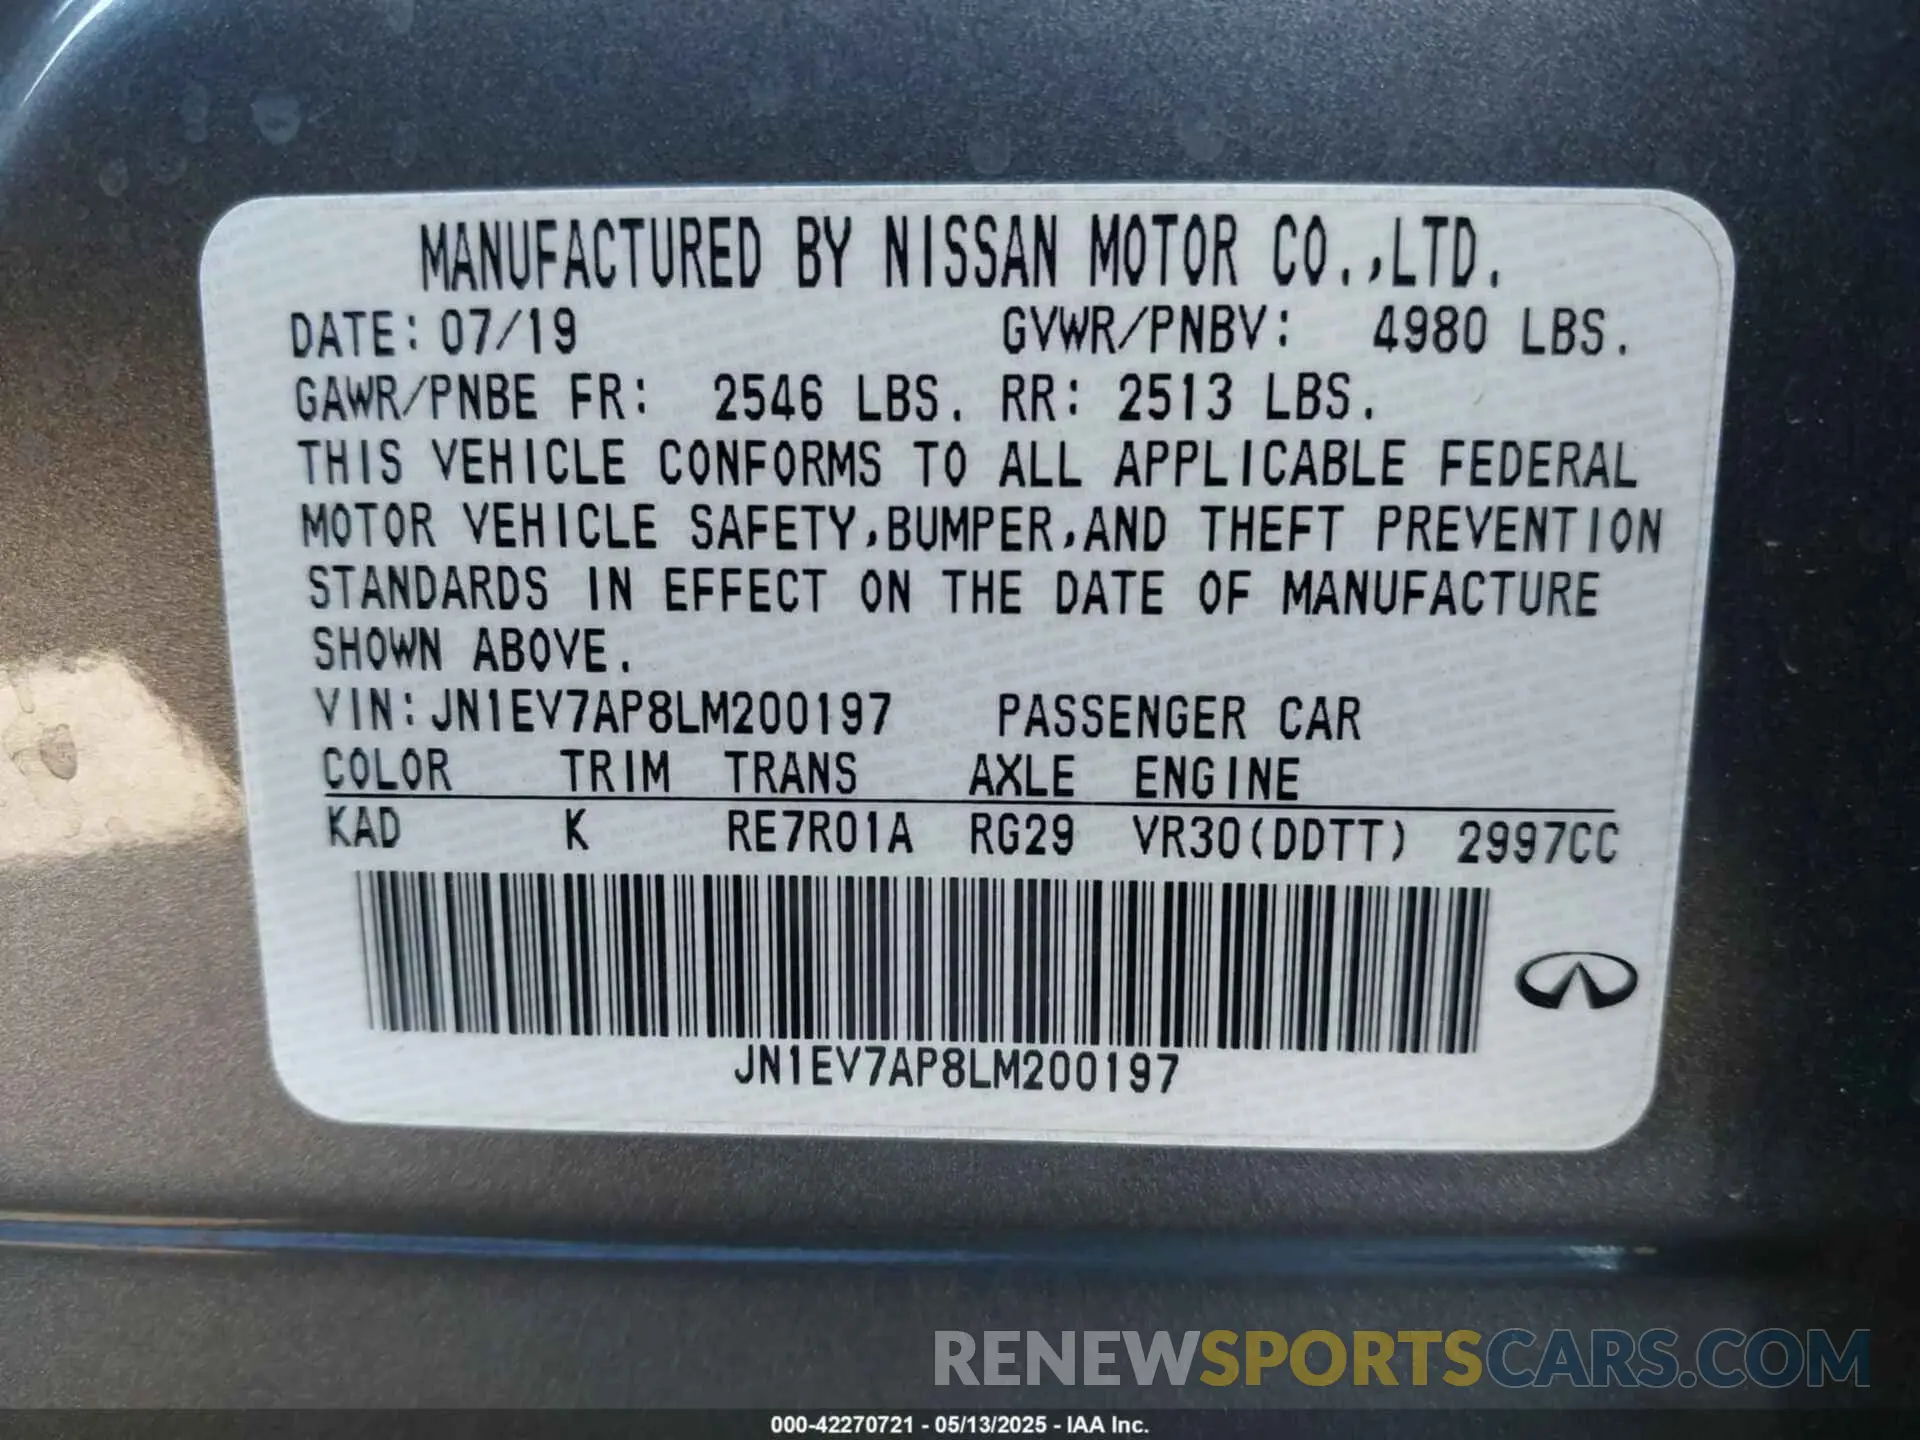 MANUFACTURED BY NISSAN MOTOR CO.,LTD.
DATE: 07/19 GVWR/PNBV: 4980 LBS.
GAWR/PNBE FR: 2546 LBS. RR: 2513 LBS.
THIS VEHICLE CONFORMS TO ALL APPLICABLE FEDERAL
MOTOR VEHICLE SAFETY,BUMPER,AND THEFT PREVENTION
STANDARDS IN EFFECT ON THE DATE OF MANUFACTURE
SHOWN ABOVE.
VIN:JN1EV7AP8LM200197 PASSENGER CAR
COLOR TRIM TRANS AXLE ENGINE
KAD K RE7R01A RG29 VR30(DDTT) 2997CC
JN1EV7AP8LM200197
RENEWSPORTSCARS.COM
000-42270721 - 05/13/2025 - IAA Inc.